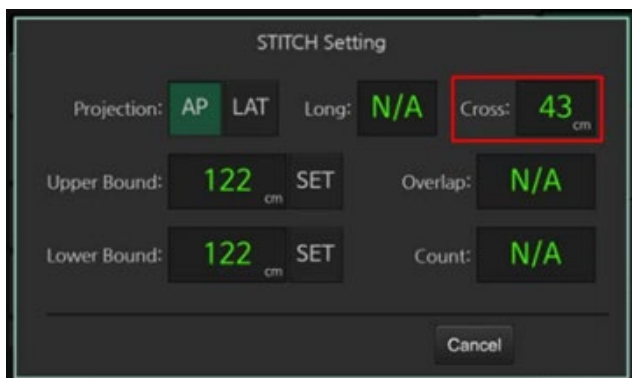 STITCH Setting
Projection: AP LAT Long: N/A Cross: 43 cm
Upper Bound: 122 cm SET Overlap: N/A
Lower Bound: 122 cm SET Count: N/A
Cancel